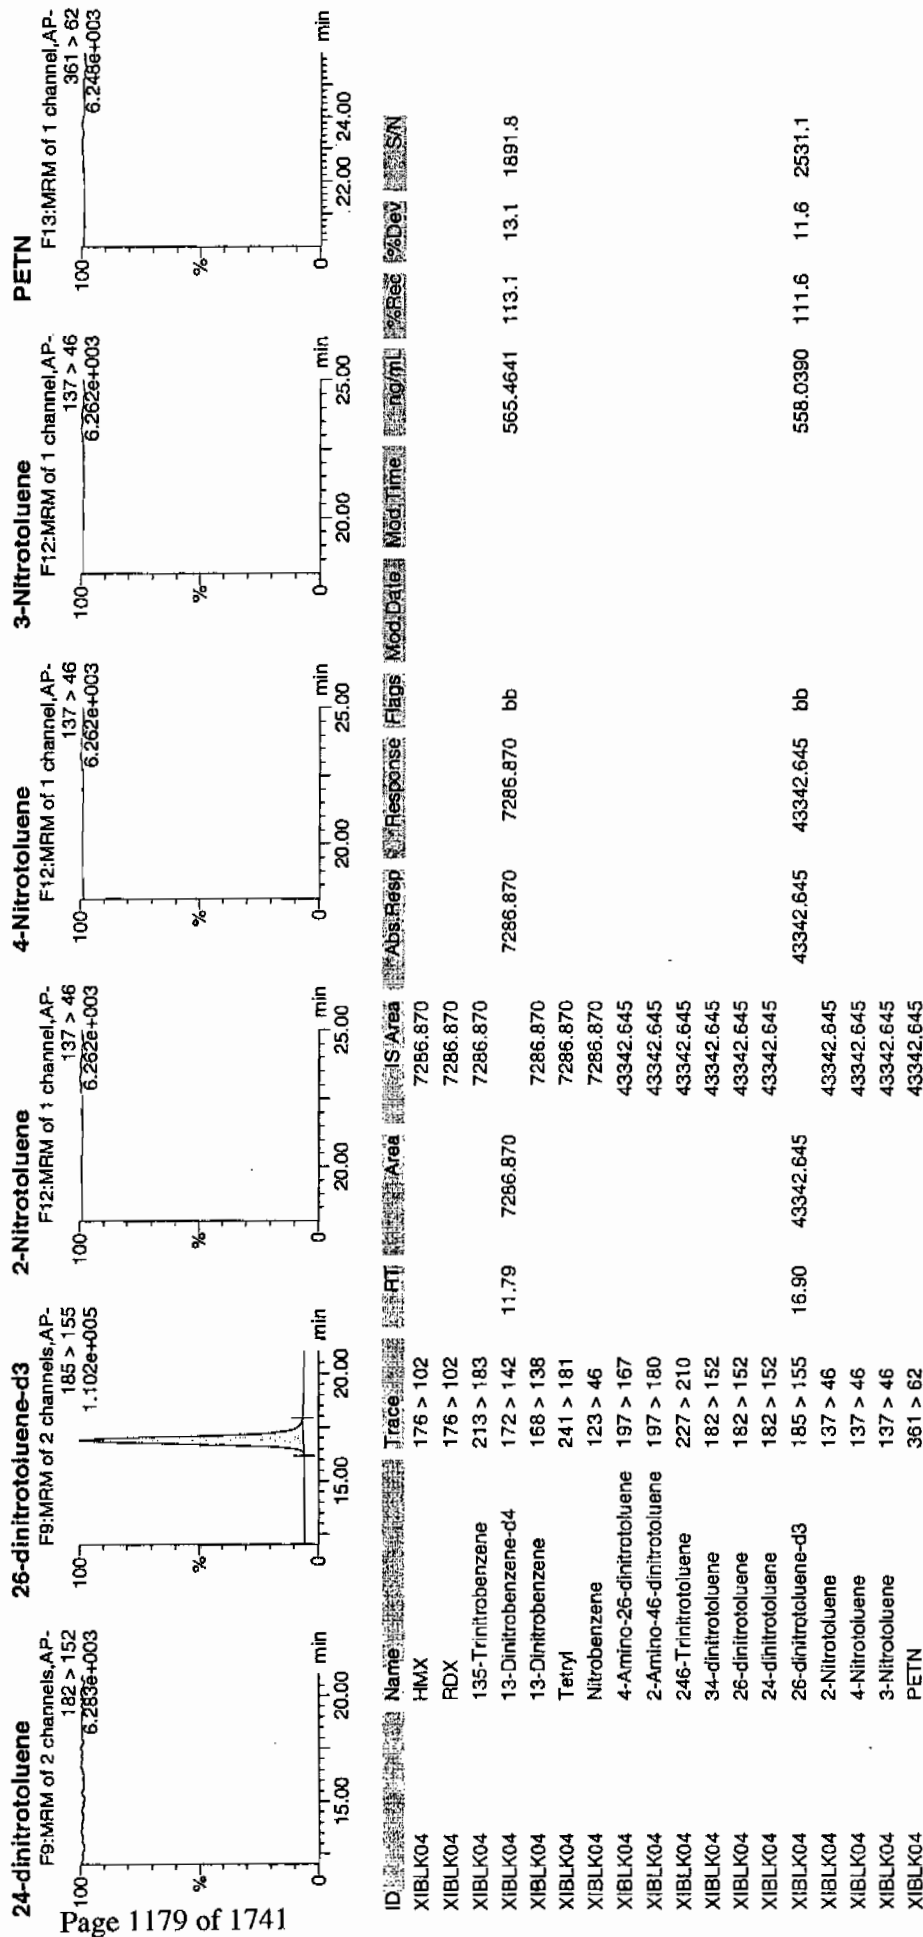 24-dinitrotoluene
F9:MRM of 2 channels,AP-
182 > 152
6.283e+003
100
%
0
15.00 20.00 min
26-dinitrotoluene-d3
F9:MRM of 2 channels,AP-
185 > 155
1.102e+005
100
%
0
15.00 20.00 min
2-Nitrotoluene
F12:MRM of 1 channel,AP-
137 > 46
6.262e+003
100
%
0
20.00 25.00 min
4-Nitrotoluene
F12:MRM of 1 channel,AP-
137 > 46
6.262e+003
100
%
0
20.00 25.00 min
3-Nitrotoluene
F12:MRM of 1 channel,AP-
137 > 46
6.262e+003
100
%
0
20.00 25.00 min
PETN
F13:MRM of 1 channel,AP-
361 > 62
6.248e+003
100
%
0
22.00 24.00 min
ID Name Trace RT Area IS Area Abs.Resp Response Flags Mod.Date Mod.Time ng/mL %Rec %Dev S/N
XIBLK04 HMX 176 > 102 7286.870
XIBLK04 RDX 176 > 102 7286.870
XIBLK04 135-Trinitrobenzene 213 > 183 7286.870
XIBLK04 13-Dinitrobenzene-d4 172 > 142 11.79 7286.870 7286.870 7286.870 bb 565.4641 113.1 13.1 1891.8
XIBLK04 13-Dinitrobenzene 168 > 138 7286.870
XIBLK04 Tetryl 241 > 181 7286.870
XIBLK04 Nitrobenzene 123 > 46 7286.870
XIBLK04 4-Amino-26-dinitrotoluene 197 > 167 43342.645
XIBLK04 2-Amino-46-dinitrotoluene 197 > 180 43342.645
XIBLK04 246-Trinitrotoluene 227 > 210 43342.645
XIBLK04 34-dinitrotoluene 182 > 152 43342.645
XIBLK04 26-dinitrotoluene 182 > 152 43342.645
XIBLK04 24-dinitrotoluene 182 > 152 43342.645
XIBLK04 26-dinitrotoluene-d3 185 > 155 16.90 43342.645 43342.645 43342.645 bb 558.0390 111.6 11.6 2531.1
XIBLK04 2-Nitrotoluene 137 > 46 43342.645
XIBLK04 4-Nitrotoluene 137 > 46 43342.645
XIBLK04 3-Nitrotoluene 137 > 46 43342.645
XIBLK04 PETN 361 > 62 43342.645
Page 1179 of 1741